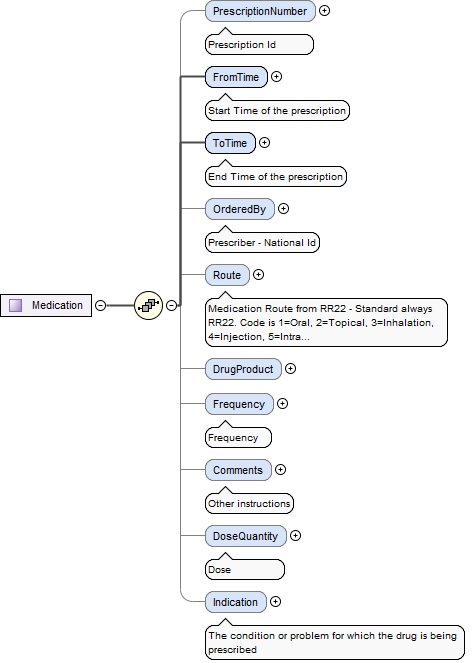 PrescriptionNumber
Prescription Id
FromTime
Start Time of the prescription
ToTime
End Time of the prescription
OrderedBy
Prescriber - National Id
Route
Medication
Medication Route from RR22 - Standard always
RR22. Code is 1=Oral, 2=Topical, 3=Inhalation,
4=Injection, 5=Intra...
DrugProduct
Frequency
Frequency
Comments
Other instructions
DoseQuantity
Dose
Indication
The condition or problem for which the drug is being
prescribed